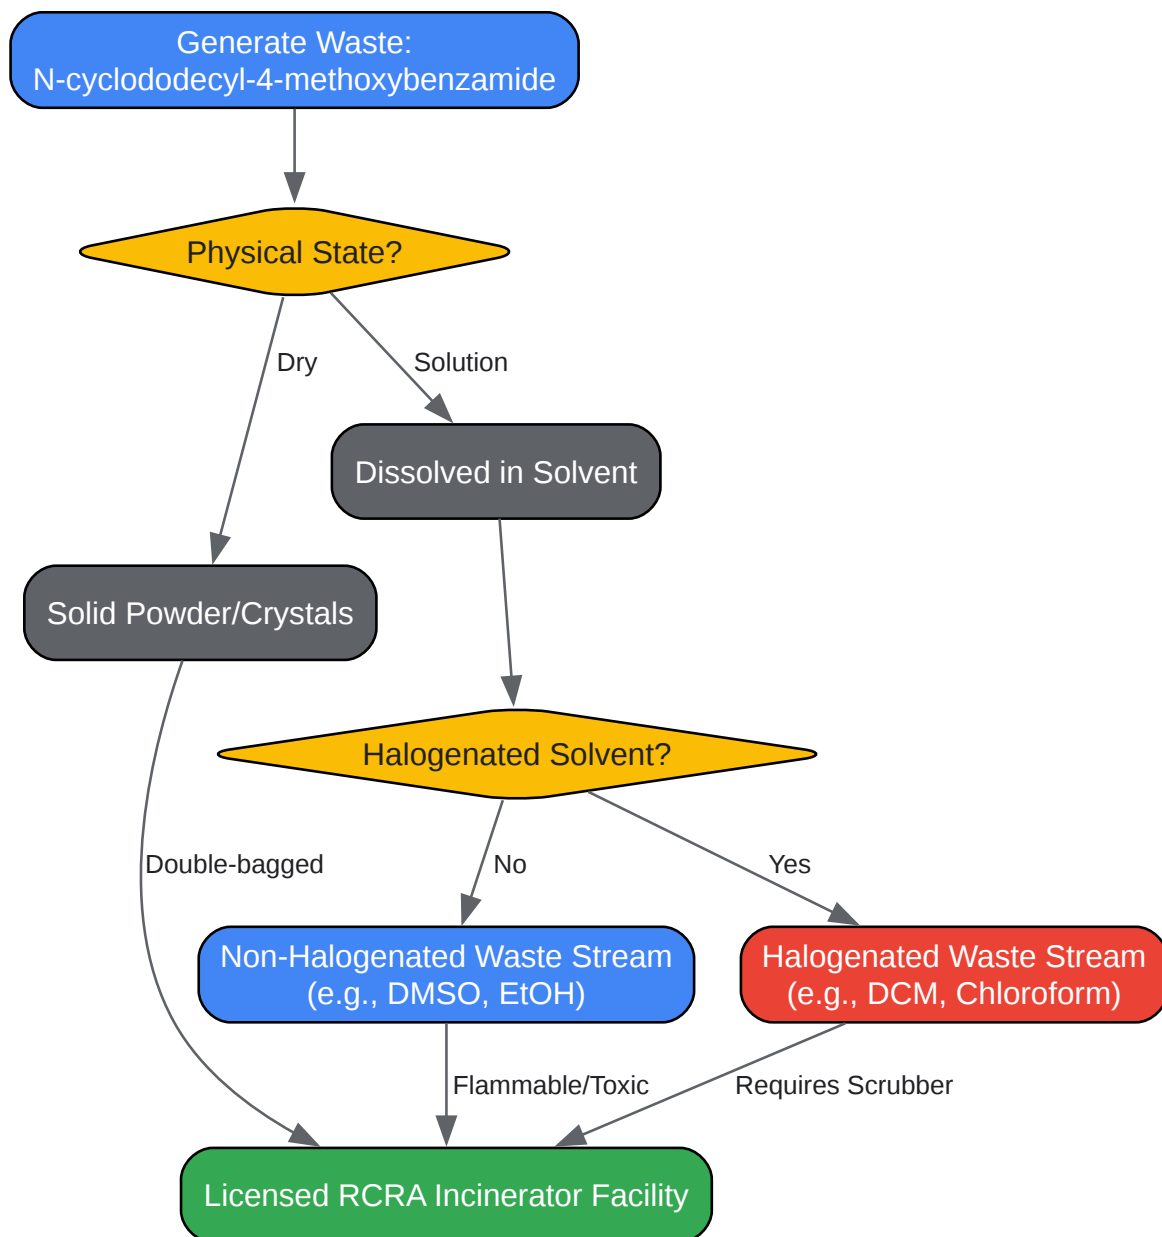 Generate Waste:
N-cyclododecyl-4-methoxybenzamide
Physical State?
Dry
Solution
Dissolved in Solvent
Solid Powder/Crystals
Halogenated Solvent?
Double-bagged
No
Yes
Non-Halogenated Waste Stream
(e.g., DMSO, EtOH)
Halogenated Waste Stream
(e.g., DCM, Chloroform)
Flammable/Toxic
Requires Scrubber
Licensed RCRA Incinerator Facility